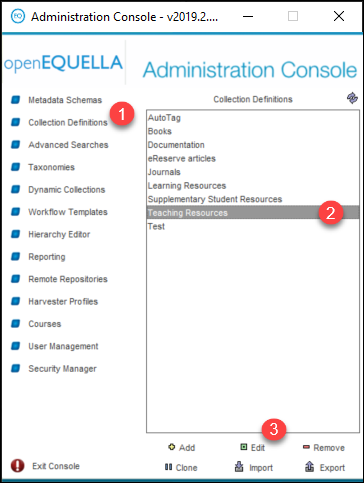 Administration Console - v2019.2....
openEQUELLA
Administration Console
Metadata Schemas
Collection Definitions
1
Advanced Searches
Taxonomies
Dynamic Collections
Workflow Templates
Hierarchy Editor
Reporting
Remote Repositories
Harvester Profiles
Courses
User Management
Security Manager
Exit Console
Collection Definitions
AutoTag
Books
Documentation
eReserve articles
Journals
Learning Resources
Supplementary Student Resources
Teaching Resources
2
Test
3
Add Edit Remove
Clone Import Export